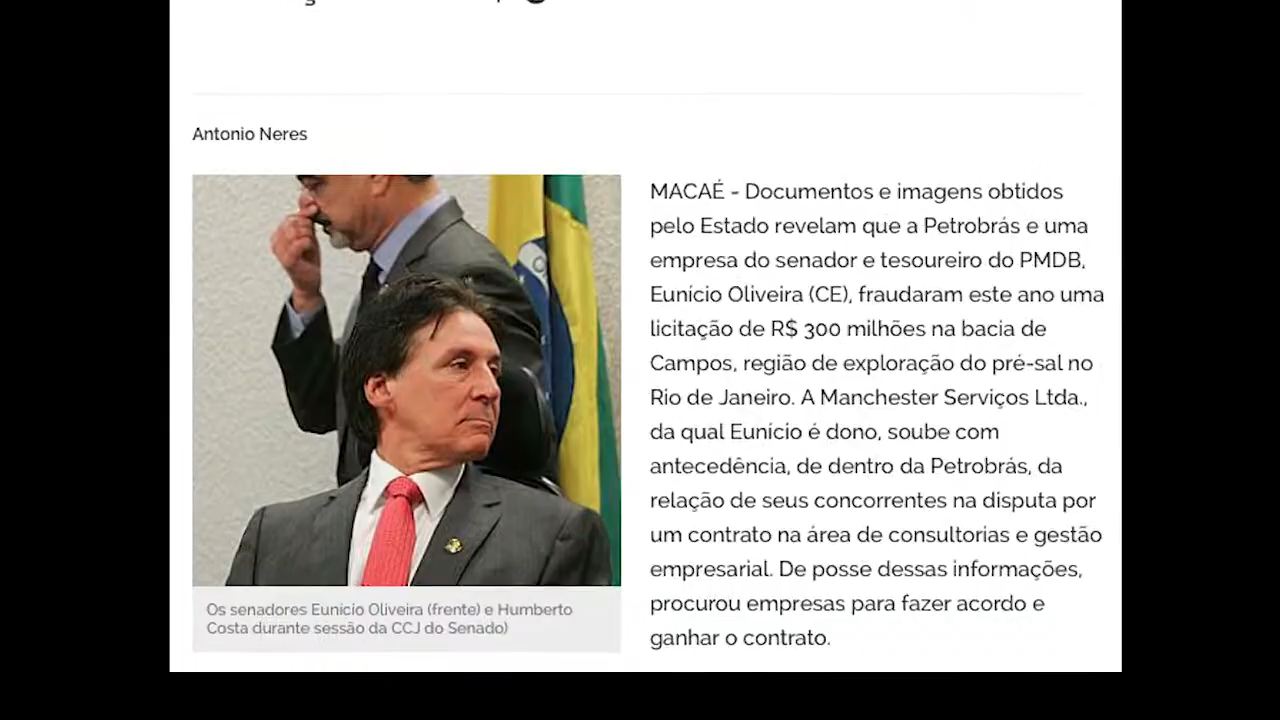 Antonio Neres
MACAÉ - Documentos e imagens obtidos
pelo Estado revelam que a Petrobrás e uma
empresa do senador e tesoureiro do PMDB,
Eunício Oliveira (CE), fraudaram este ano uma
licitação de R$ 300 milhões na bacia de
Campos, região de exploração do pré-sal no
Rio de Janeiro. A Manchester Serviços Ltda.,
da qual Eunício é dono, soube com
antecedência, de dentro da Petrobrás, da
relação de seus concorrentes na disputa por
um contrato na área de consultorias e gestão
empresarial. De posse dessas informações,
procurou empresas para fazer acordo e
ganhar o contrato.
Os senadores Eunício Oliveira (frente) e Humberto
Costa durante sessão da CCJ do Senado)